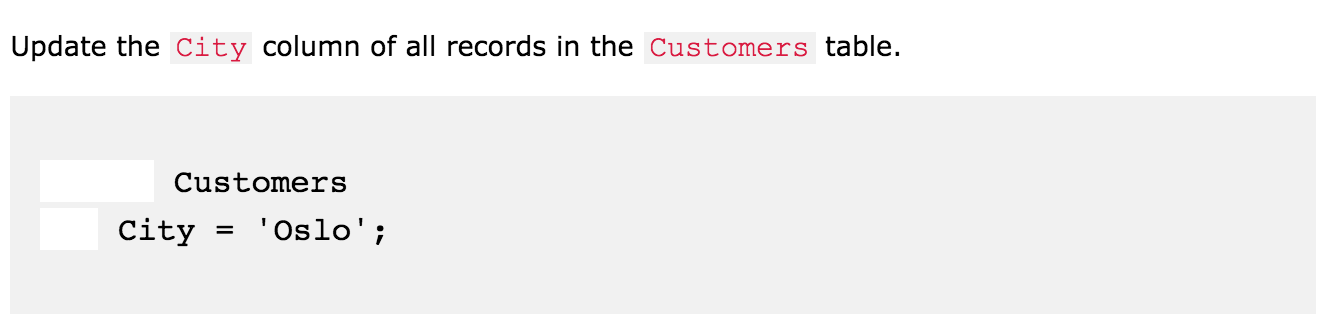 Update the City column of all records in the Customers table.
Customers
City = 'Oslo';